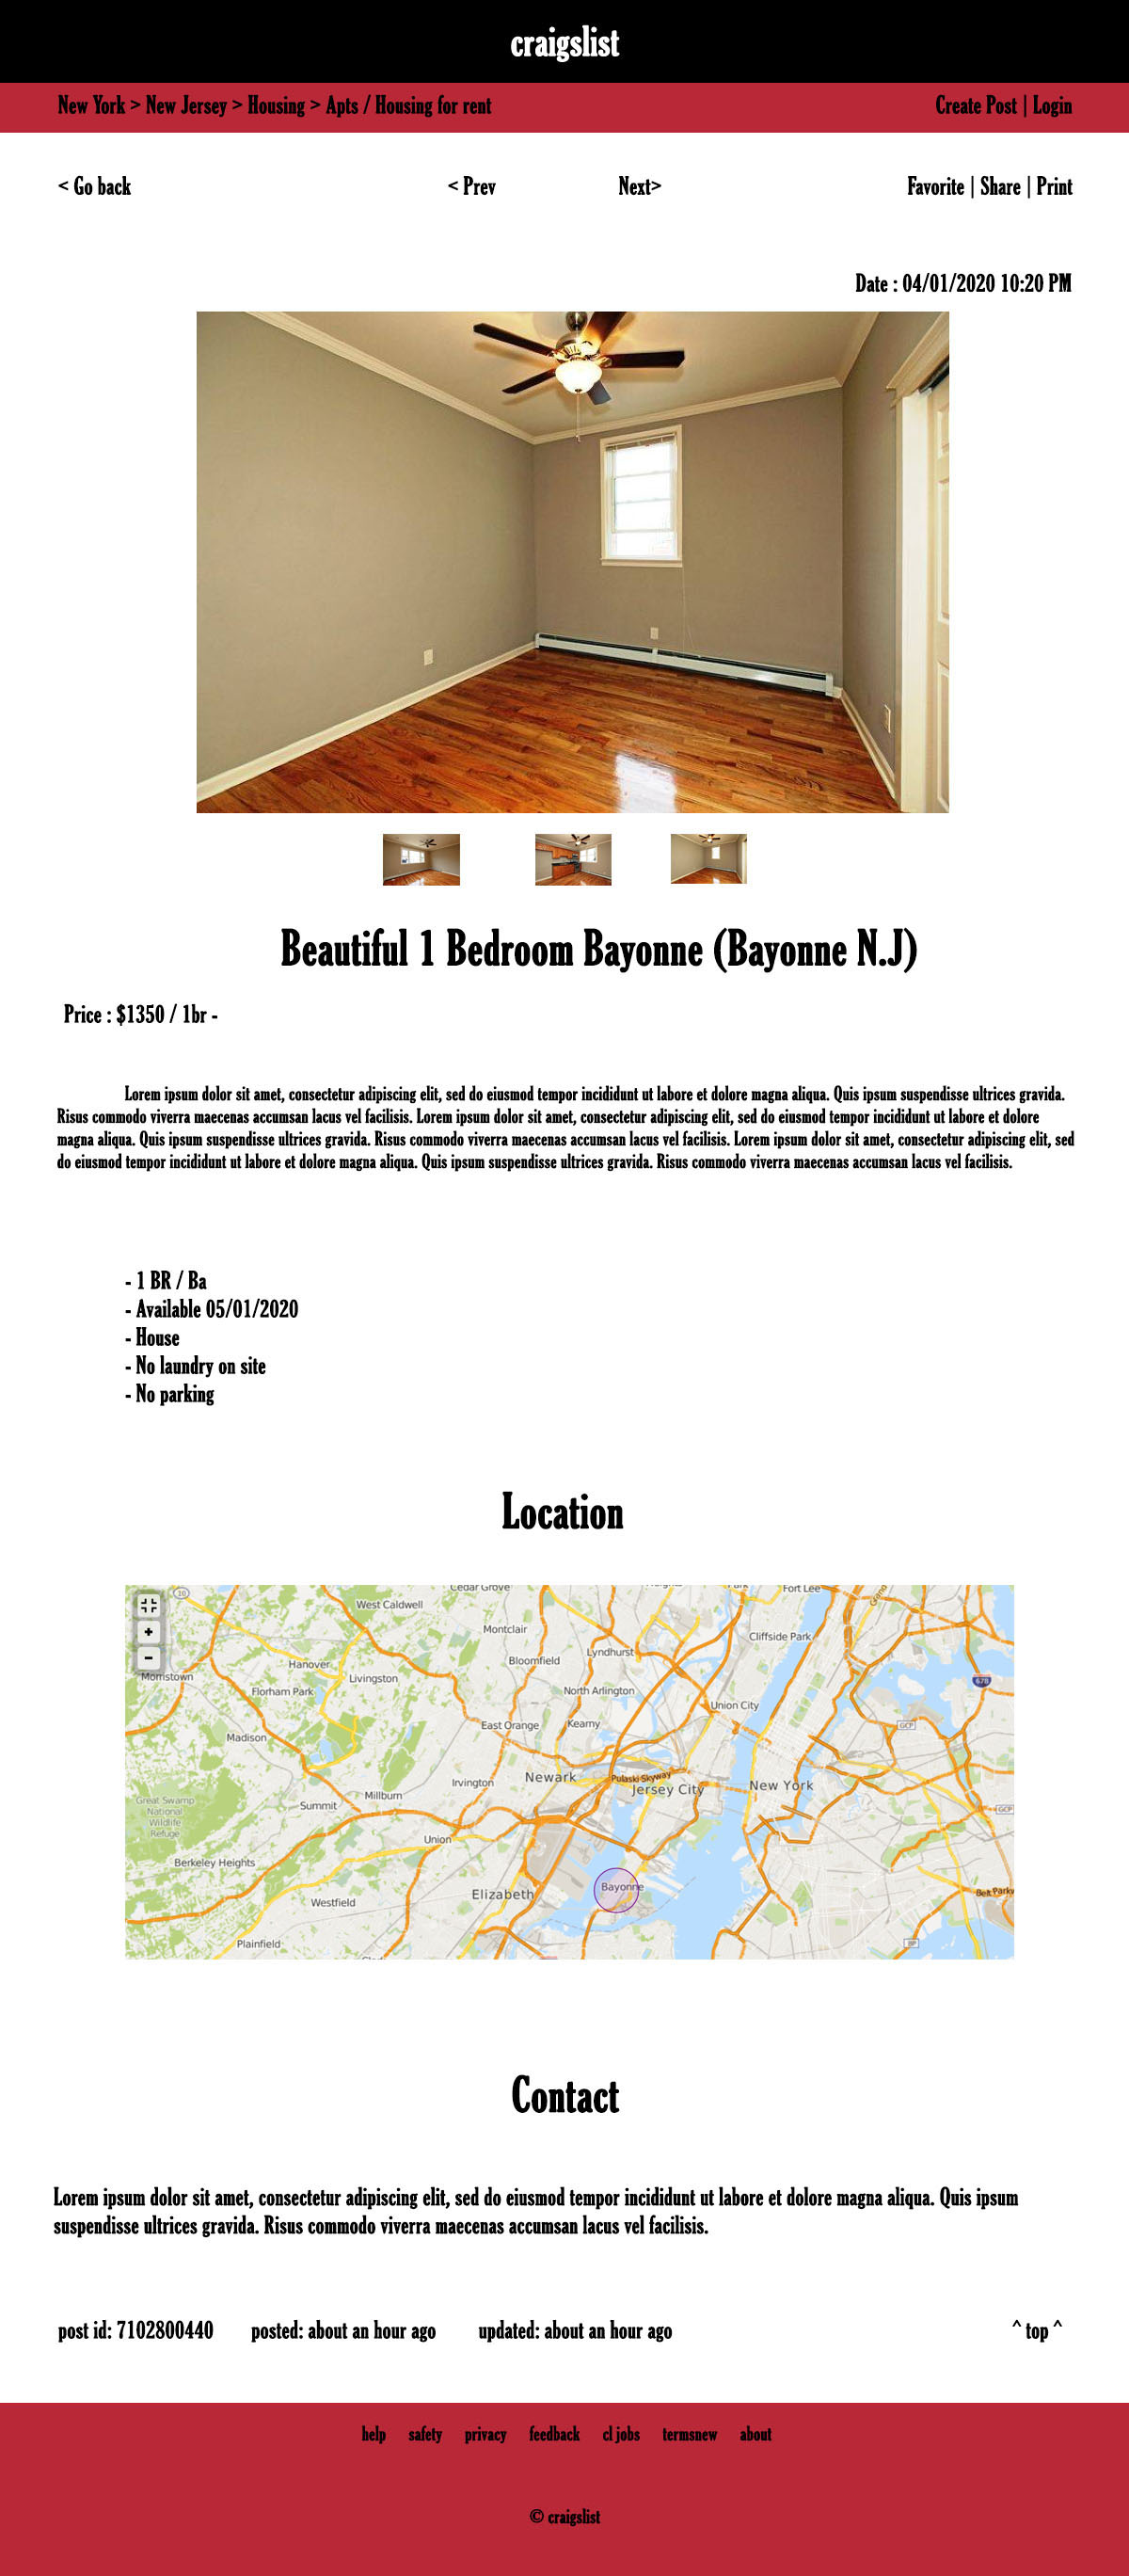 craigslist
New York > New Jersey > Housing > Apts / Housing for rent
Create Post | Login
< Go back
< Prev
Next>
Favorite | Share | Print
Date : 04/01/2020 10:20 PM
Beautiful 1 Bedroom Bayonne (Bayonne N.J)
Price : $1350 / 1br -
Lorem ipsum dolor sit amet, consectetur adipiscing elit, sed do eiusmod tempor incididunt ut labore et dolore magna aliqua. Quis ipsum suspendisse ultrices gravida.
Risus commodo viverra maecenas accumsan lacus vel facilisis. Lorem ipsum dolor sit amet, consectetur adipiscing elit, sed do eiusmod tempor incididunt ut labore et dolore
magna aliqua. Quis ipsum suspendisse ultrices gravida. Risus commodo viverra maecenas accumsan lacus vel facilisis. Lorem ipsum dolor sit amet, consectetur adipiscing elit, sed
do eiusmod tempor incididunt ut labore et dolore magna aliqua. Quis ipsum suspendisse ultrices gravida. Risus commodo viverra maecenas accumsan lacus vel facilisis.
- 1 BR / Ba
- Available 05/01/2020
- House
- No laundry on site
- No parking
Location
Cedar Grove
Park
Fort Lee
Grand
10
West Caldwell
Montclair
Cliffside Park
+
Bloomfield
Lyndhurst
−
Hanover
Morristown
Livingston
678
Florham Park
North Arlington
Union City
East Orange
Kearny
GCP
Madison
Newark
Pulaski Skyway
Irvington
Jersey City
New York
Millburn
Great Swamp
National
Wildlife
Refuge
Summit
GCP
Union
Berkeley Heights
Bayonne
Elizabeth
Belt Parkw
Westfield
Plainfield
BP
Contact
Lorem ipsum dolor sit amet, consectetur adipiscing elit, sed do eiusmod tempor incididunt ut labore et dolore magna aliqua. Quis ipsum
suspendisse ultrices gravida. Risus commodo viverra maecenas accumsan lacus vel facilisis.
post id: 7102800440
posted: about an hour ago
updated: about an hour ago
^ top ^
help
safety
privacy
feedback
cl jobs
termsnew
about
© craigslist